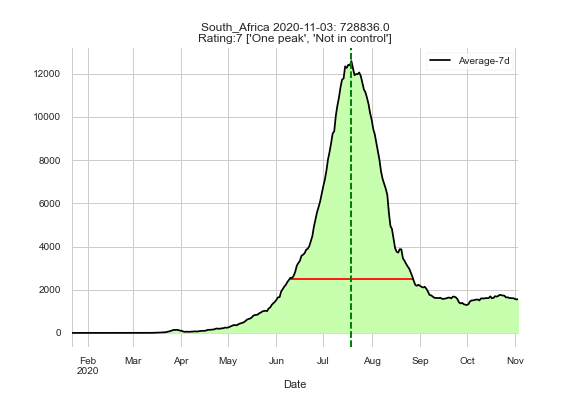 South_Africa 2020-11-03: 728836.0
Rating:7 ['One peak', 'Not in control']
Average-7d
12000
10000
8000
6000
4000
2000
0
Feb Mar Apr May Jun Jul Aug Sep Oct Nov
2020
Date